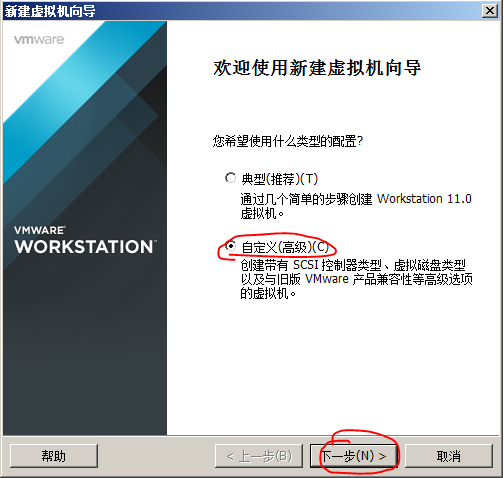 新建虚拟机向导
vmware
欢迎使用新建虚拟机向导
您希望使用什么类型的配置?
典型(推荐)(T)
通过几个简单的步骤创建 Workstation 11.0
虚拟机。
VMWARE
WORKSTATION™
自定义(高级)(C)
创建带有 SCSI 控制器类型、虚拟磁盘类型
以及与旧版 VMware 产品兼容性等高级选项
的虚拟机。
帮助
< 上一步(B)
下一步(N) >
取消